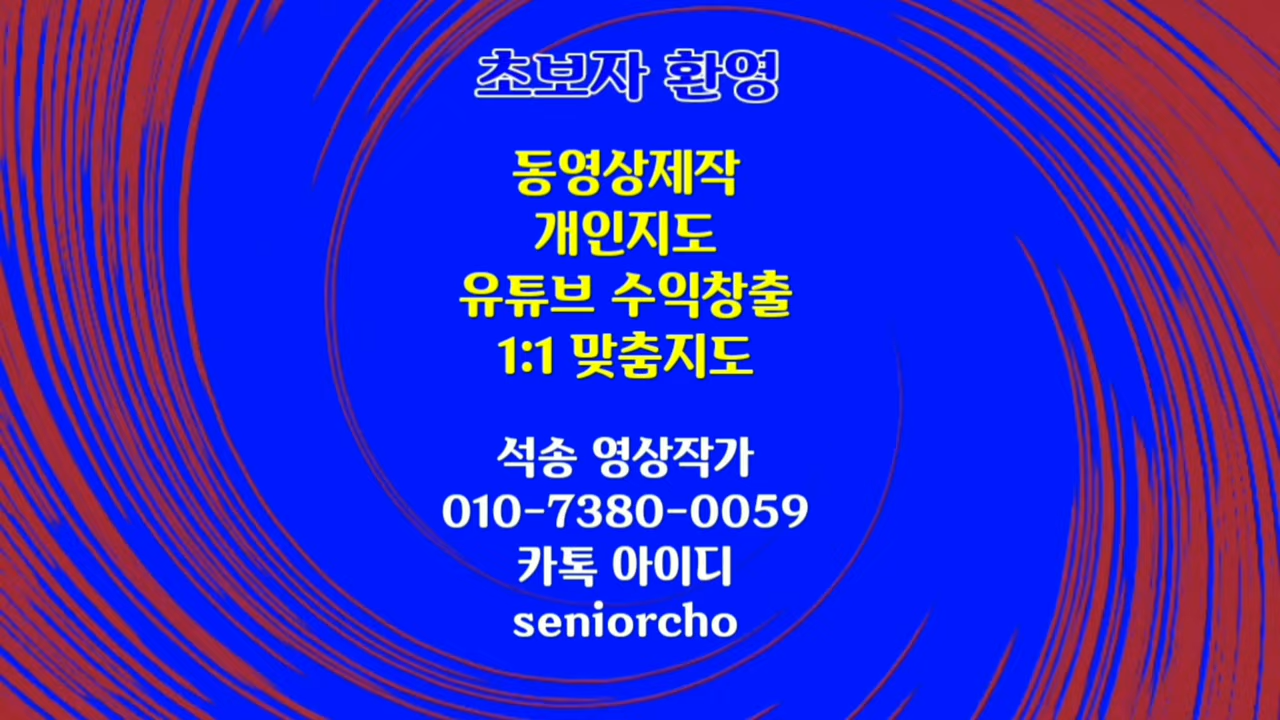 초보자 환영
동영상제작
개인지도
유튜브 수익창출
1:1 맞춤지도
석송 영상작가
010-7380-0059
카톡 아이디
seniorcho